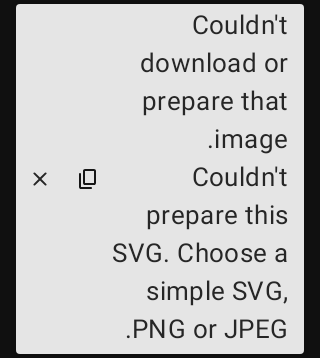 Couldn't
download or
prepare that
.image
Couldn't
prepare this
SVG. Choose a
simple SVG,
.PNG or JPEG